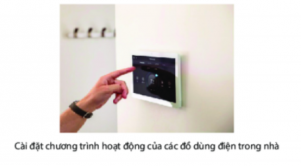 Cài đặt chương trình hoạt động của các đồ dùng điện trong nhà